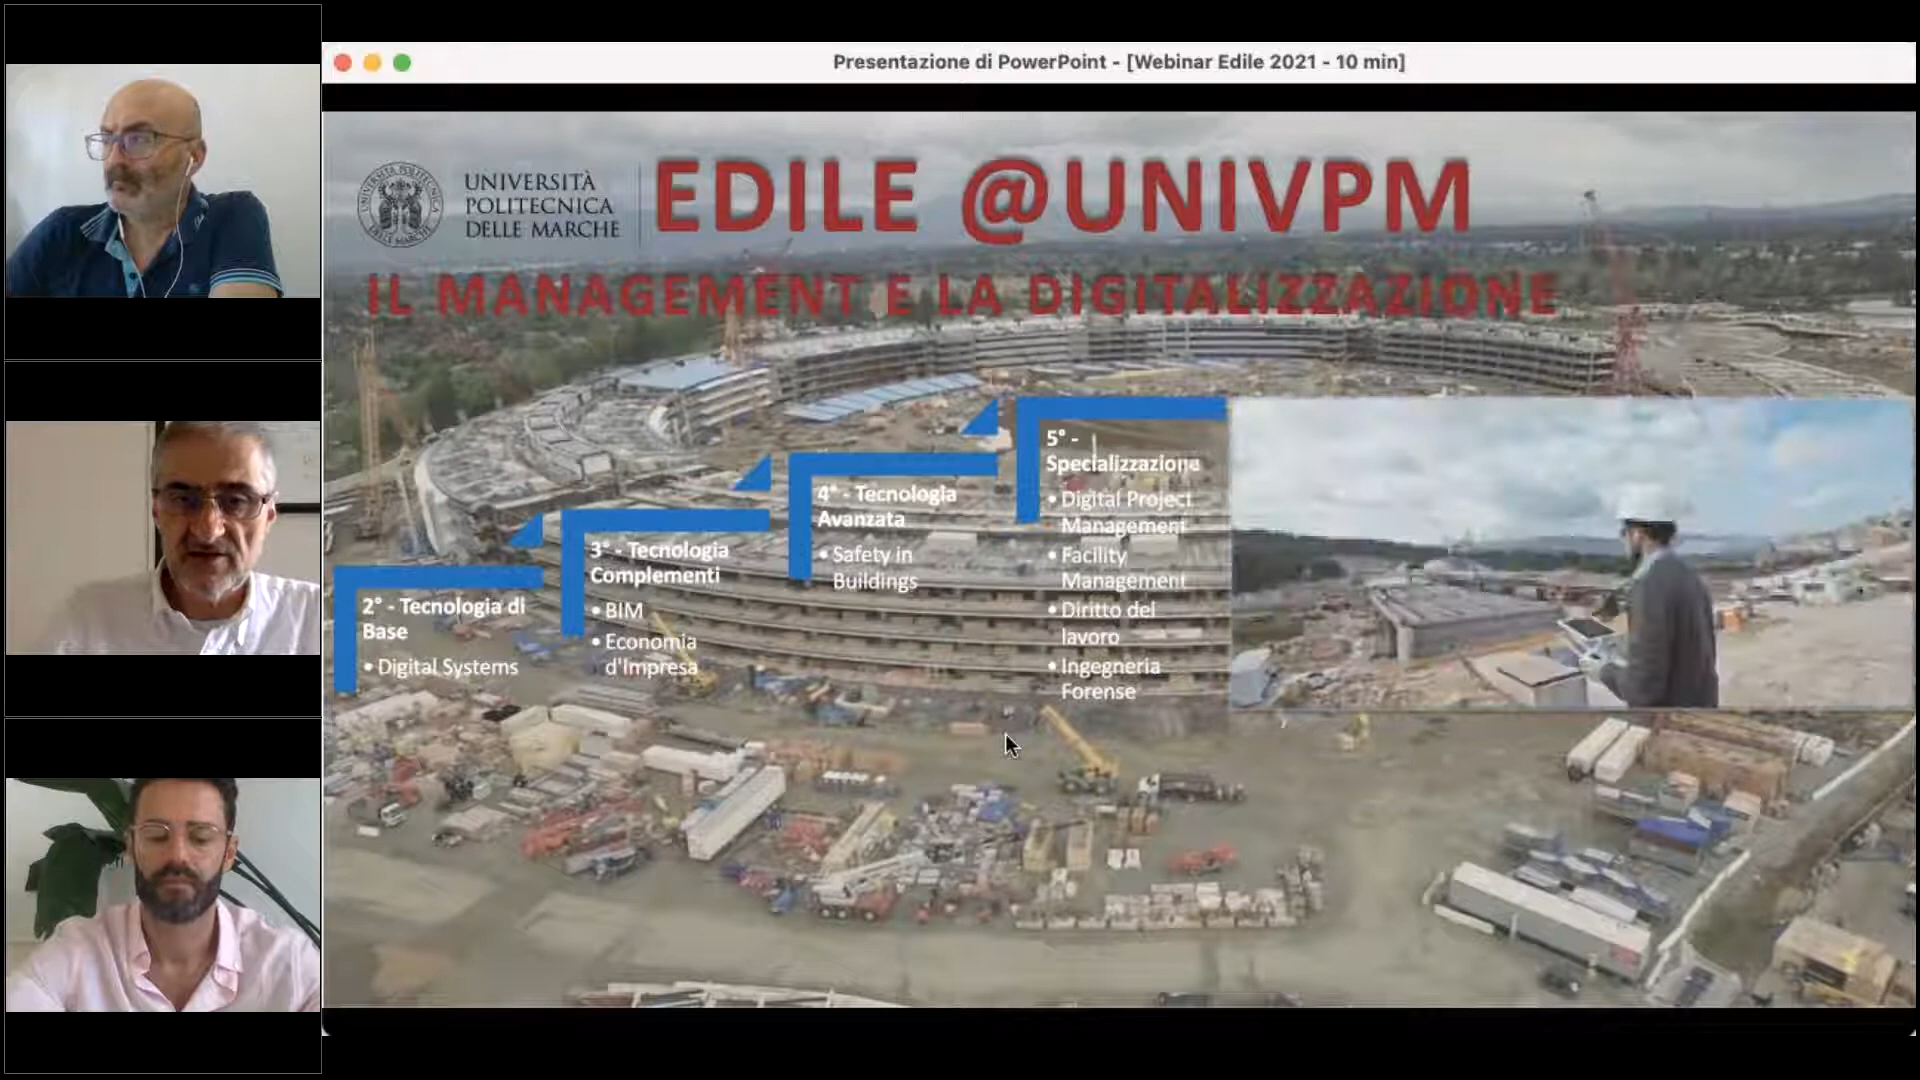 Presentazione di PowerPoint - [Webinar Edile 2021 - 10 min]
UNIVERSITÀ
POLITECNICA
DELLE MARCHE
EDILE @UNIVPM
IL MANAGEMENT E LA DIGITALIZZAZIONE
2° - Tecnologia di
Base
• Digital Systems
3° - Tecnologia
Complementi
• BIM
• Economia
d'Impresa
4° - Tecnologia
Avanzata
• Safety in
Buildings
5° -
Specializzazione
• Digital Project
Management
• Facility
Management
• Diritto del
lavoro
• Ingegneria
Forense